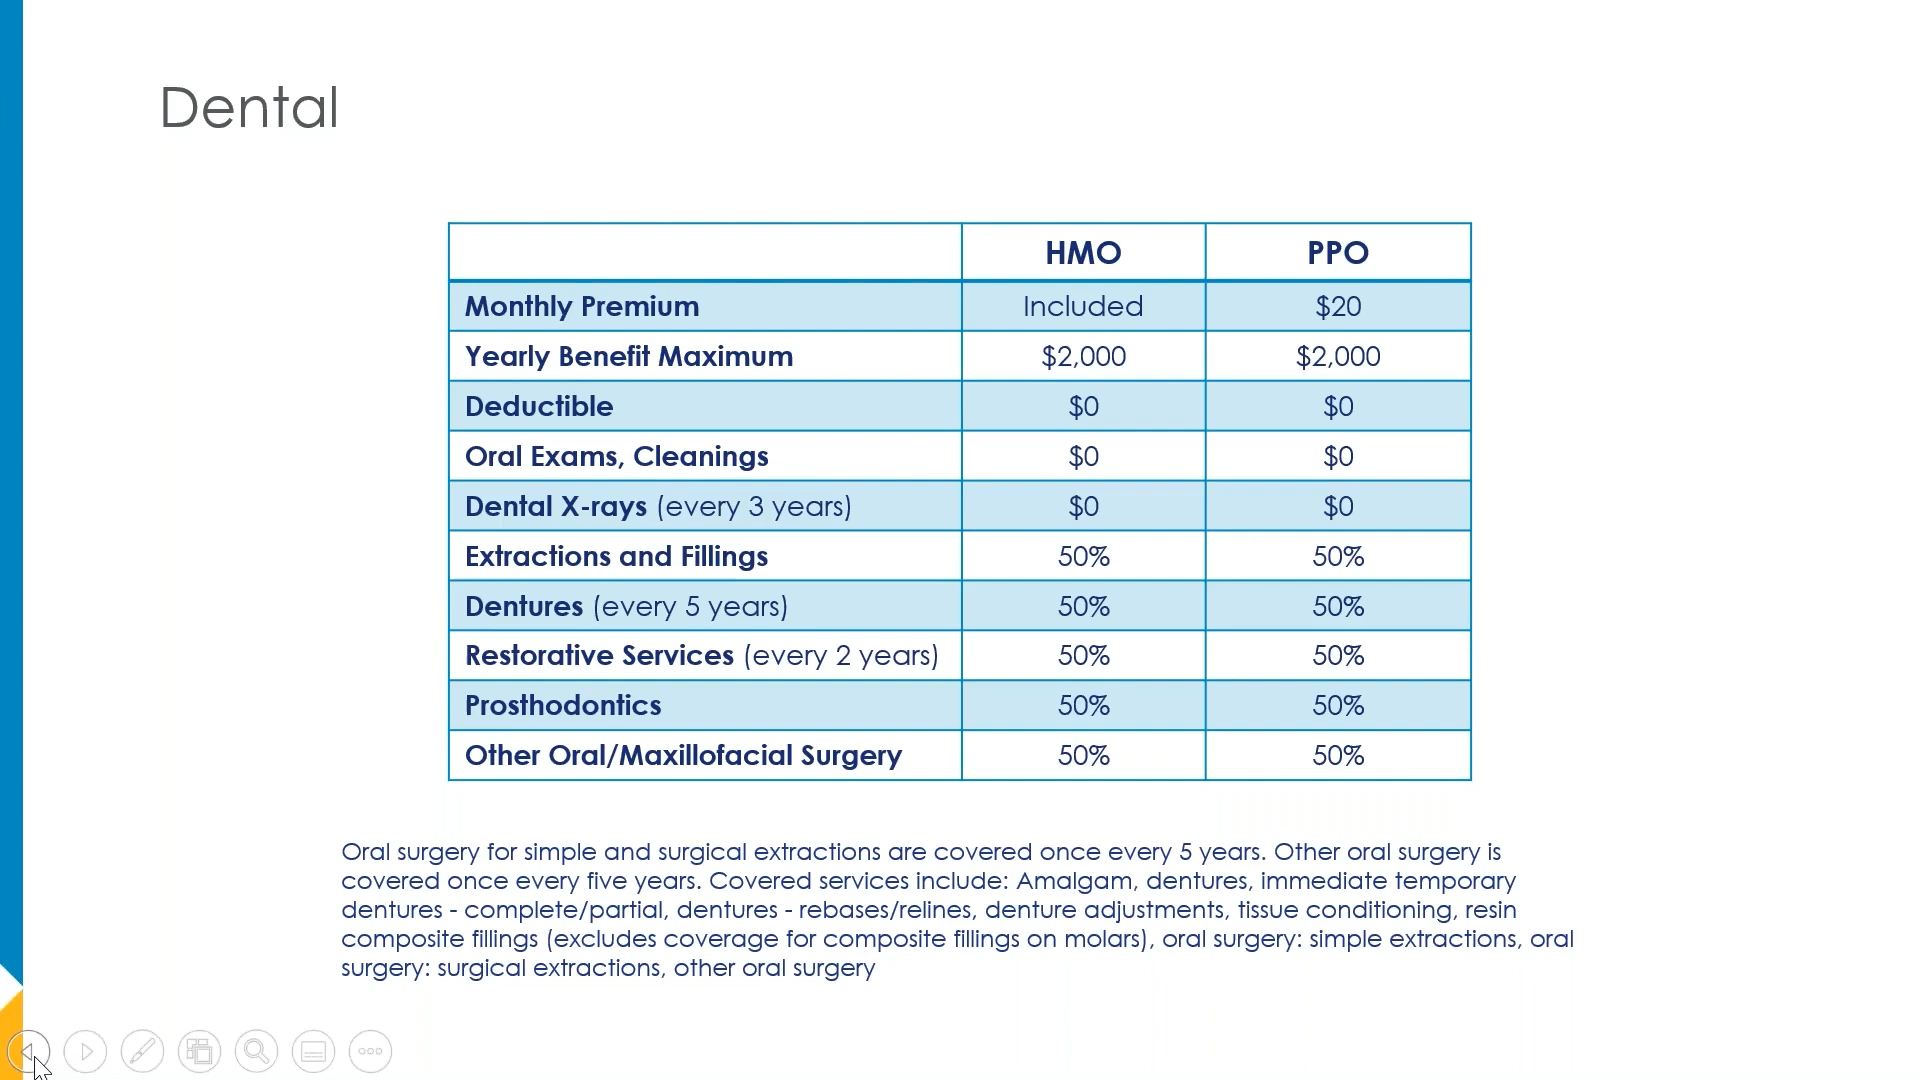 Dental
HMO PPO
Monthly Premium Included $20
Yearly Benefit Maximum $2,000 $2,000
Deductible $0 $0
Oral Exams, Cleanings $0 $0
Dental X-rays (every 3 years) $0 $0
Extractions and Fillings 50% 50%
Dentures (every 5 years) 50% 50%
Restorative Services (every 2 years) 50% 50%
Prosthodontics 50% 50%
Other Oral/Maxillofacial Surgery 50% 50%
Oral surgery for simple and surgical extractions are covered once every 5 years. Other oral surgery is
covered once every five years. Covered services include: Amalgam, dentures, immediate temporary
dentures - complete/partial, dentures - rebases/relines, denture adjustments, tissue conditioning, resin
composite fillings (excludes coverage for composite fillings on molars), oral surgery: simple extractions, oral
surgery: surgical extractions, other oral surgery